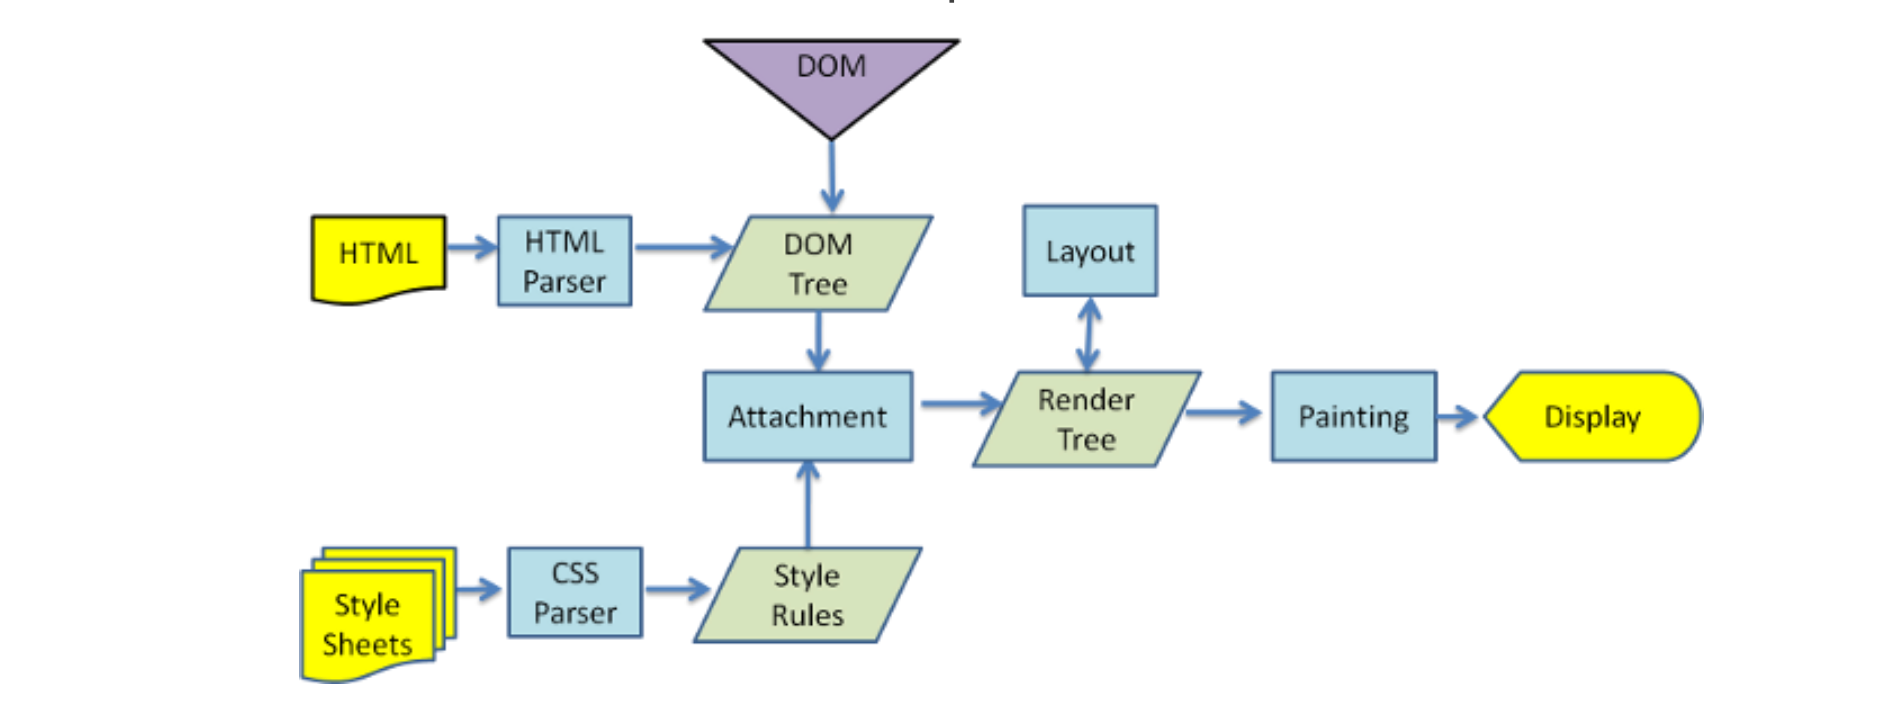 DOM
HTML
HTML
Parser
DOM
Tree
Layout
Attachment
Render
Tree
Painting
Display
Style
Sheets
CSS
Parser
Style
Rules